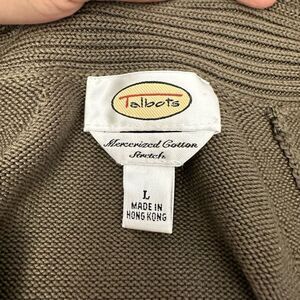 Talbots
Mercerized Cotton
Stretch
L
MADE IN
HONG KONG